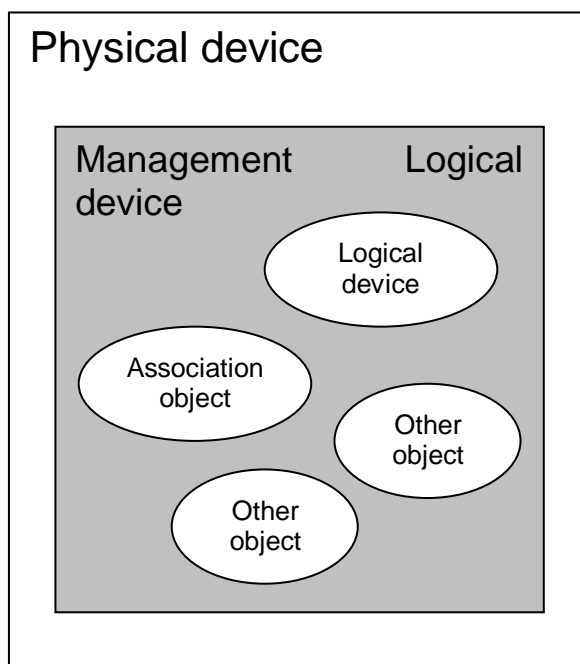 Physical device
Management Logical
device
Logical
device
Association
object
Other
object
Other
object